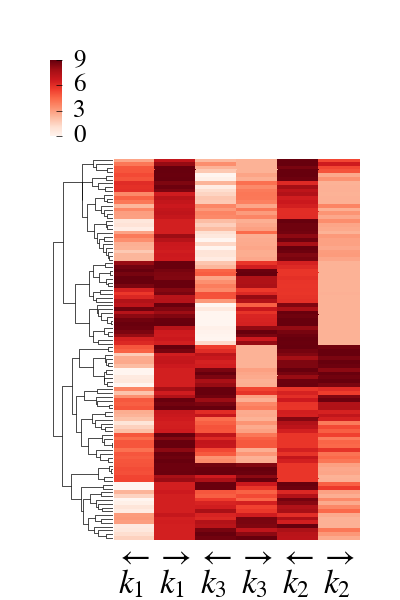 9
6
3
0
← → ← → ← →
k₁ k₁ k₃ k₃ k₂ k₂